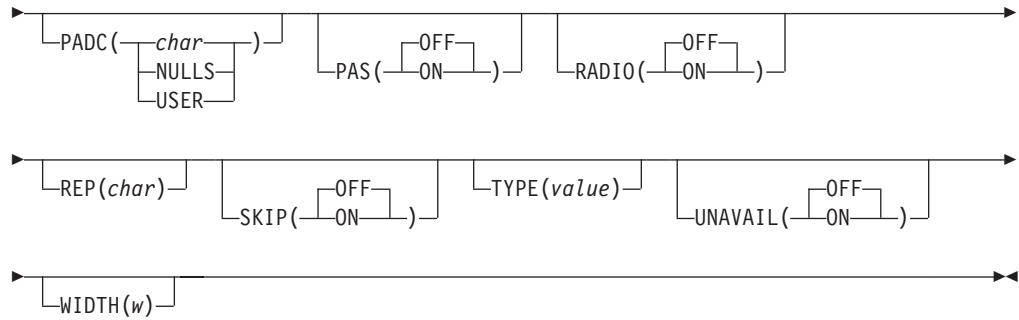 PADC( char )
NULLS
USER
PAS( OFF
ON )
RADIO( OFF
ON )
REP(char)
SKIP( OFF
ON )
TYPE(value)
UNAVAIL( OFF
ON )
WIDTH(w)